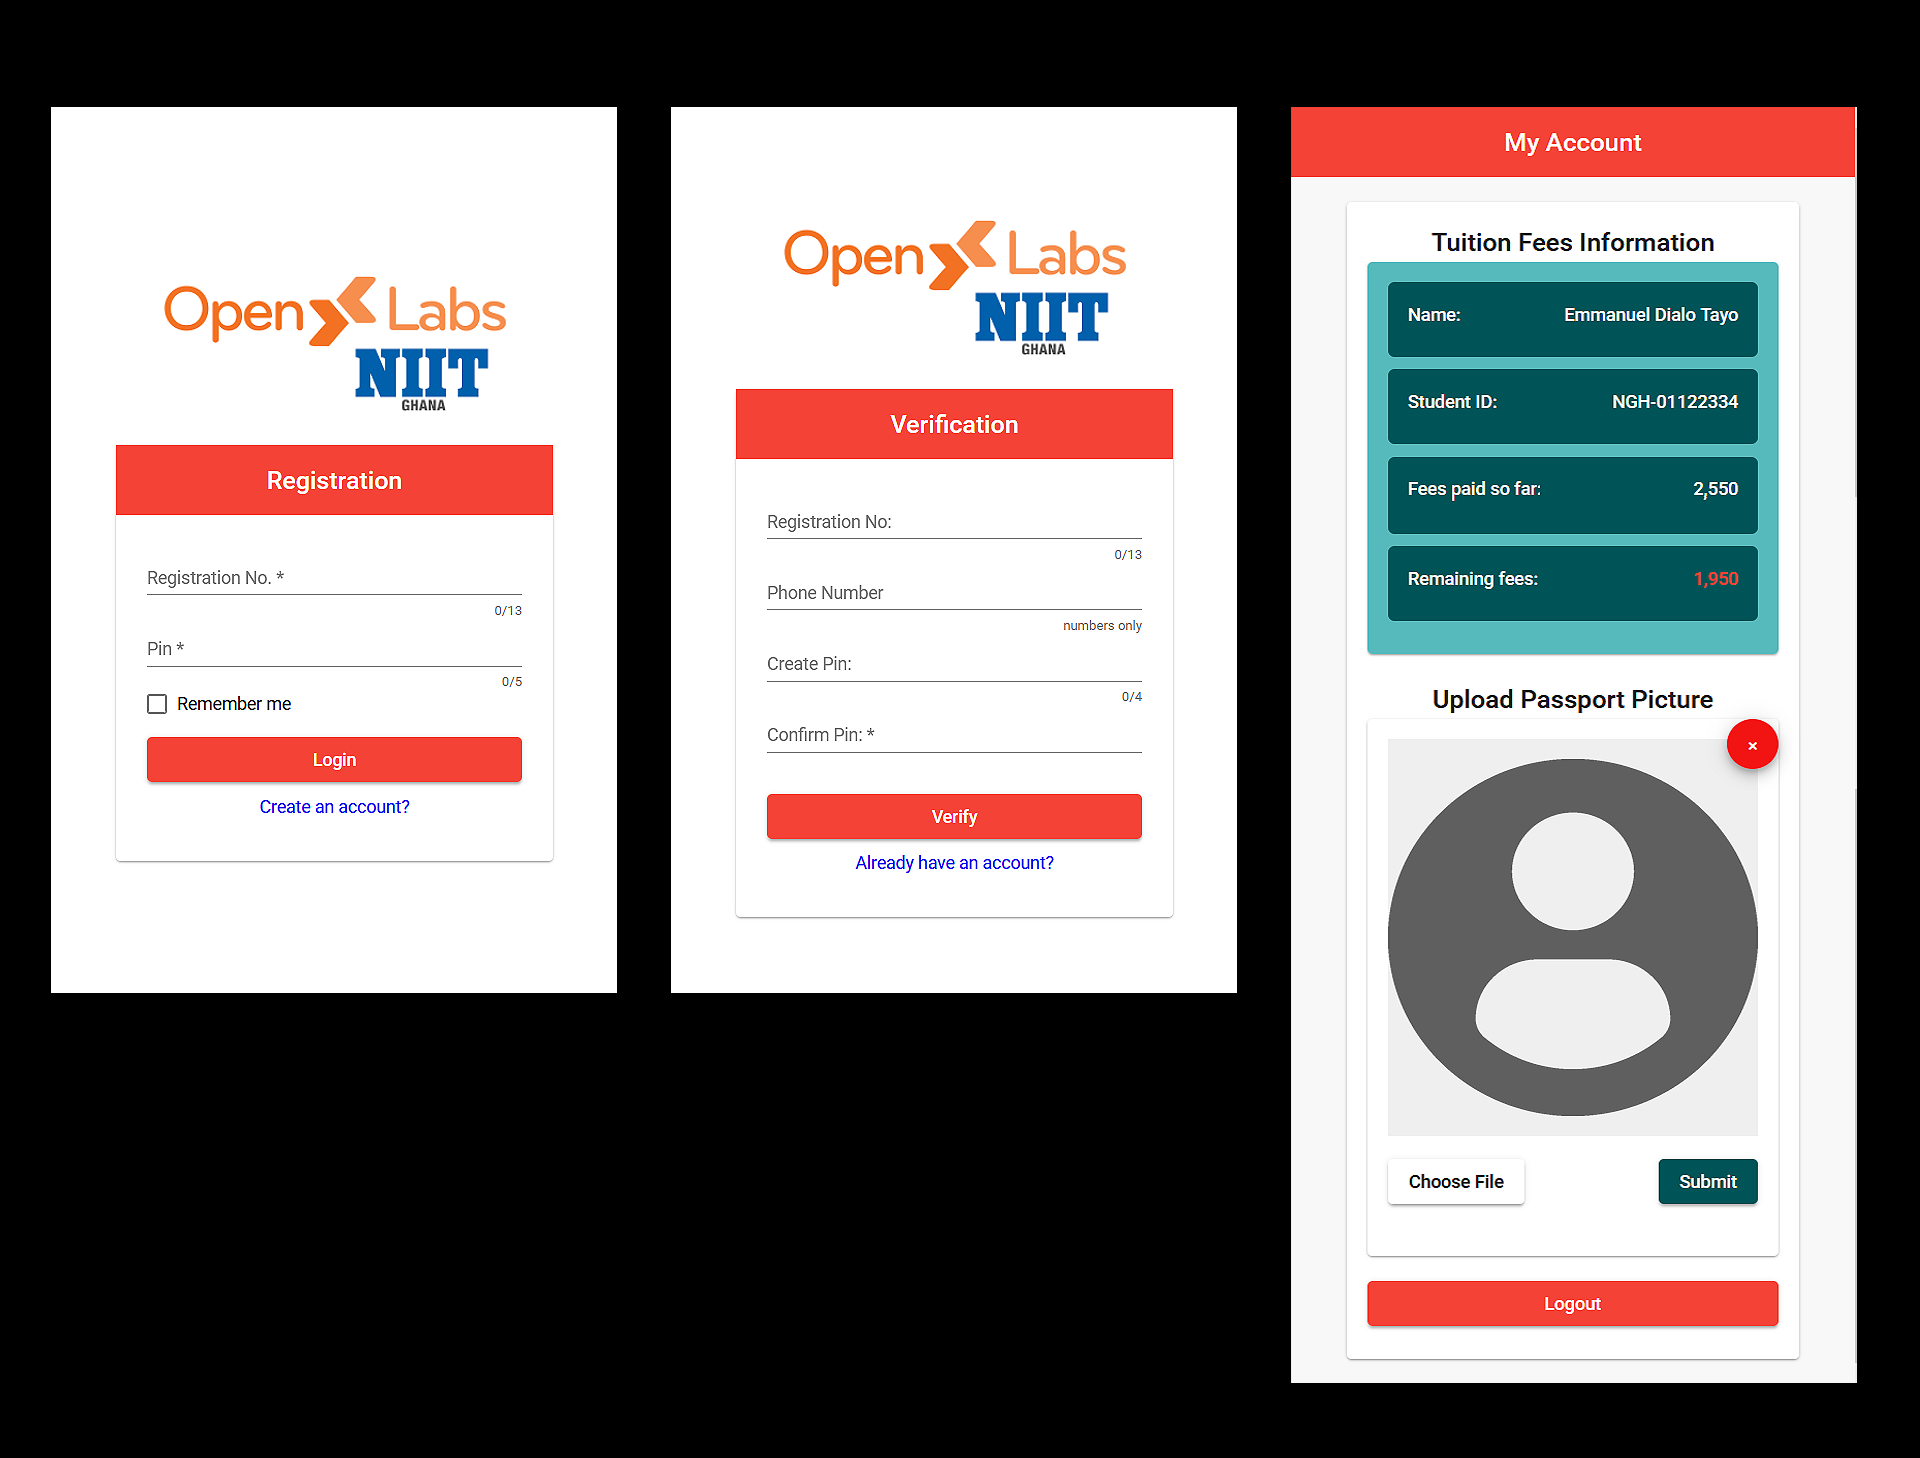 Open Labs
NIIT
GHANA
Registration
Registration No. *
0/13
Pin *
0/5
Remember me
Login
Create an account?
Open Labs
NIIT
GHANA
Verification
Registration No:
0/13
Phone Number
numbers only
Create Pin:
0/4
Confirm Pin: *
Verify
Already have an account?
My Account
Tuition Fees Information
Name: Emmanuel Dialo Tayo
Student ID: NGH-01122334
Fees paid so far: 2,550
Remaining fees: 1,950
Upload Passport Picture
×
Choose File Submit
Logout